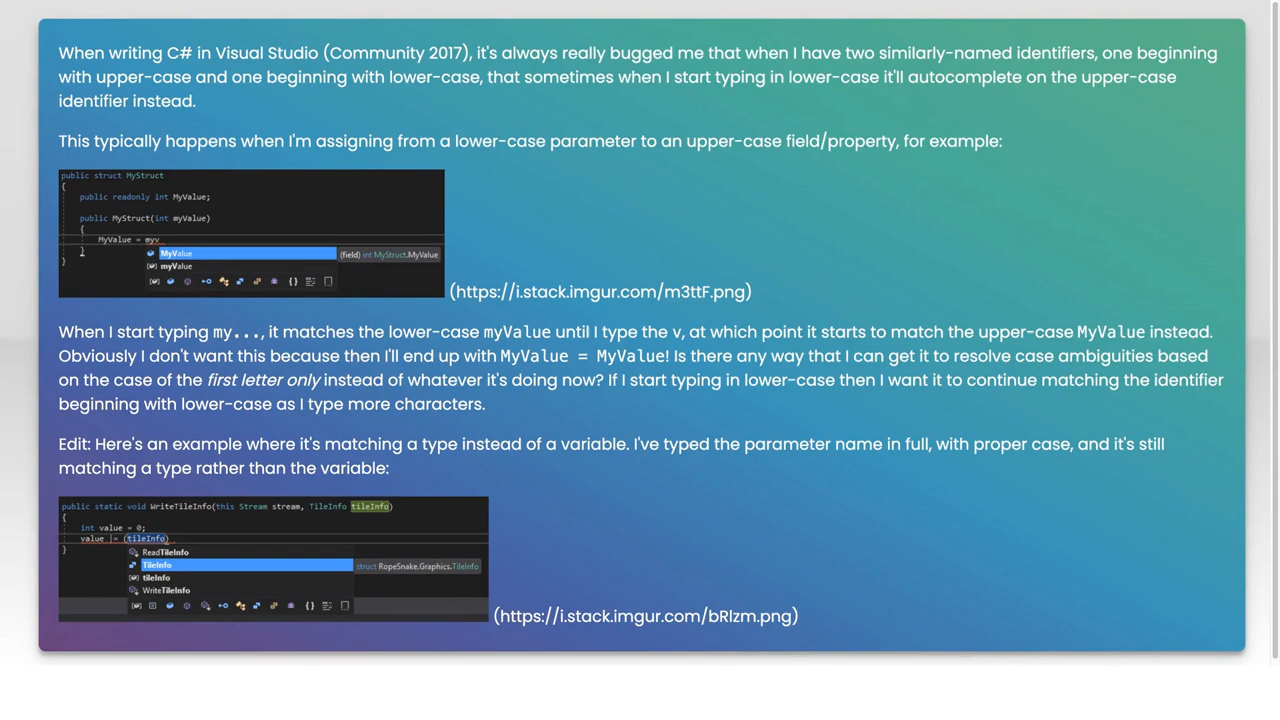 When writing C# in Visual Studio (Community 2017), it's always really bugged me that when I have two similarly-named identifiers, one beginning
with upper-case and one beginning with lower-case, that sometimes when I start typing in lower-case it'll autocomplete on the upper-case
identifier instead.
This typically happens when I'm assigning from a lower-case parameter to an upper-case field/property, for example:
public struct MyStruct
{
public readonly int MyValue;
public MyStruct(int myValue)
{
MyValue = myv
}
MyValue
(field) int MyStruct.MyValue
myValue
}
(https://i.stack.imgur.com/m3ttF.png)
When I start typing my..., it matches the lower-case myValue until I type the v, at which point it starts to match the upper-case MyValue instead.
Obviously I don't want this because then I'll end up with MyValue = MyValue! Is there any way that I can get it to resolve case ambiguities based
on the case of the first letter only instead of whatever it's doing now? If I start typing in lower-case then I want it to continue matching the identifier
beginning with lower-case as I type more characters.
Edit: Here's an example where it's matching a type instead of a variable. I've typed the parameter name in full, with proper case, and it's still
matching a type rather than the variable:
public static void WriteTileInfo(this Stream stream, TileInfo tileInfo)
{
int value = 0;
value |= (tileInfo)
}
ReadTileInfo
TileInfo
struct RopeSnake.Graphics.TileInfo
tileInfo
WriteTileInfo
(https://i.stack.imgur.com/bRlzm.png)